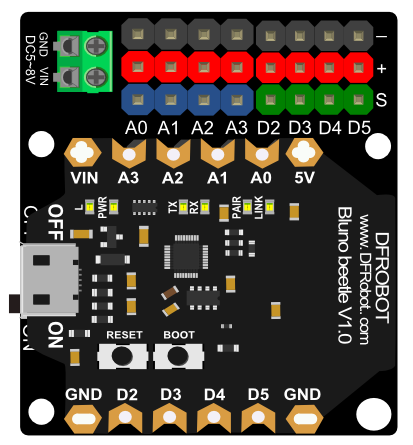 GND
VIN
DC5~8V
–
+
S
A0 A1 A2 A3 D2 D3 D4 D5
VIN A3 A2 A1 A0 5V
L PWR TX RX PAIR LINK
OFF
ON
ON
DFROBOT
www.DFRobot.com
Bluno beetle V1.0
RESET BOOT
GND D2 D3 D4 D5 GND